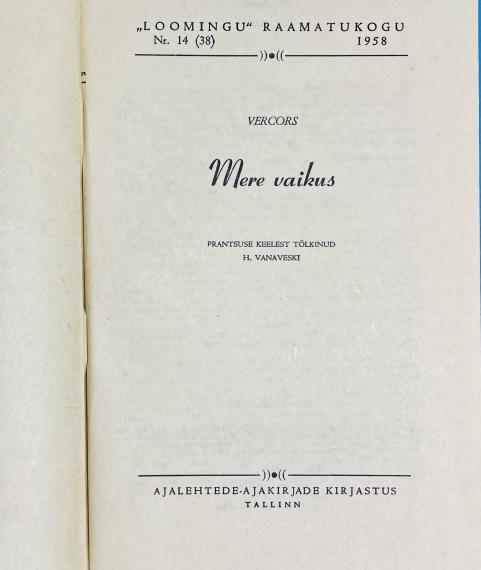 „LOOMINGU“ RAAMATUKOGU
Nr. 14 (38) 1958
VERCORS
Mere vaikus
PRANTSUSE KEELEST TÕLKINUD
H. VANAVESKI
AJALEHTEDE-AJAKIRJADE KIRJASTUS
TALLINN